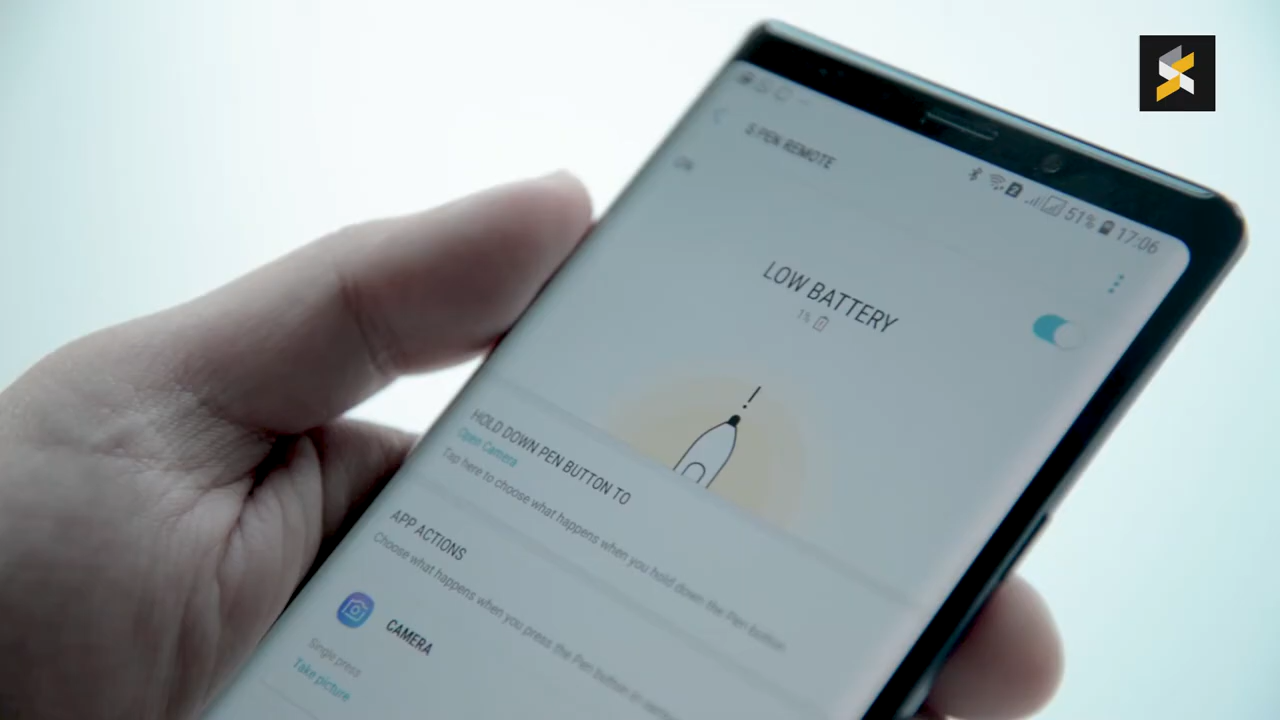 S PEN REMOTE
2 51% 17:06
ON
LOW BATTERY
1%
!
HOLD DOWN PEN BUTTON TO
Open Camera
Tap here to choose what happens when you hold down the Pen button.
APP ACTIONS
Choose what happens when you press the Pen button in
CAMERA
Single press
Take picture